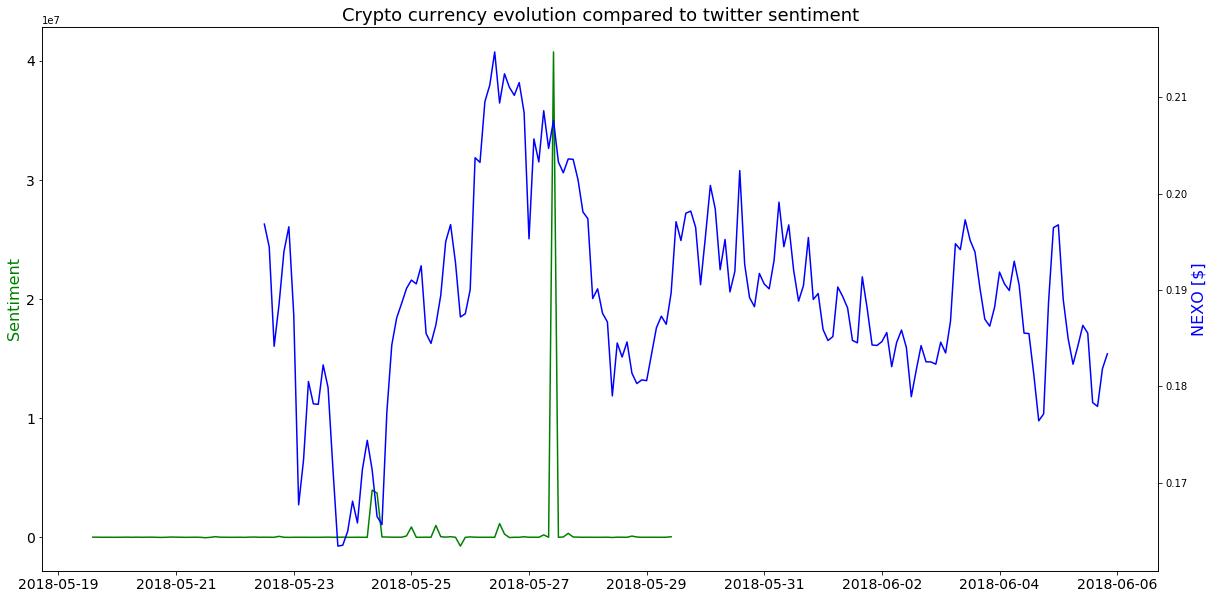 Crypto currency evolution compared to twitter sentiment
1e7
4
3
2
1
0
Sentiment
0.21
0.20
0.19
0.18
0.17
NEXO [$]
2018-05-19 2018-05-21 2018-05-23 2018-05-25 2018-05-27 2018-05-29 2018-05-31 2018-06-02 2018-06-04 2018-06-06